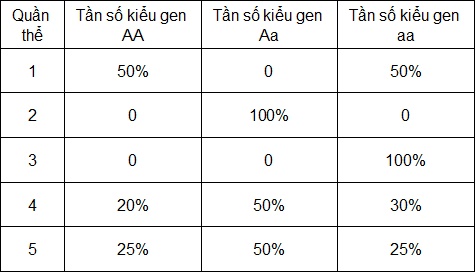 Quần thể | Tần số kiểu gen AA | Tần số kiểu gen Aa | Tần số kiểu gen aa
1 | 50% | 0 | 50%
2 | 0 | 100% | 0
3 | 0 | 0 | 100%
4 | 20% | 50% | 30%
5 | 25% | 50% | 25%